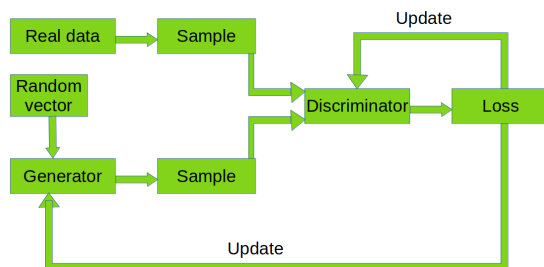 Update
Real data
Sample
Random
vector
Discriminator
Loss
Generator
Sample
Update